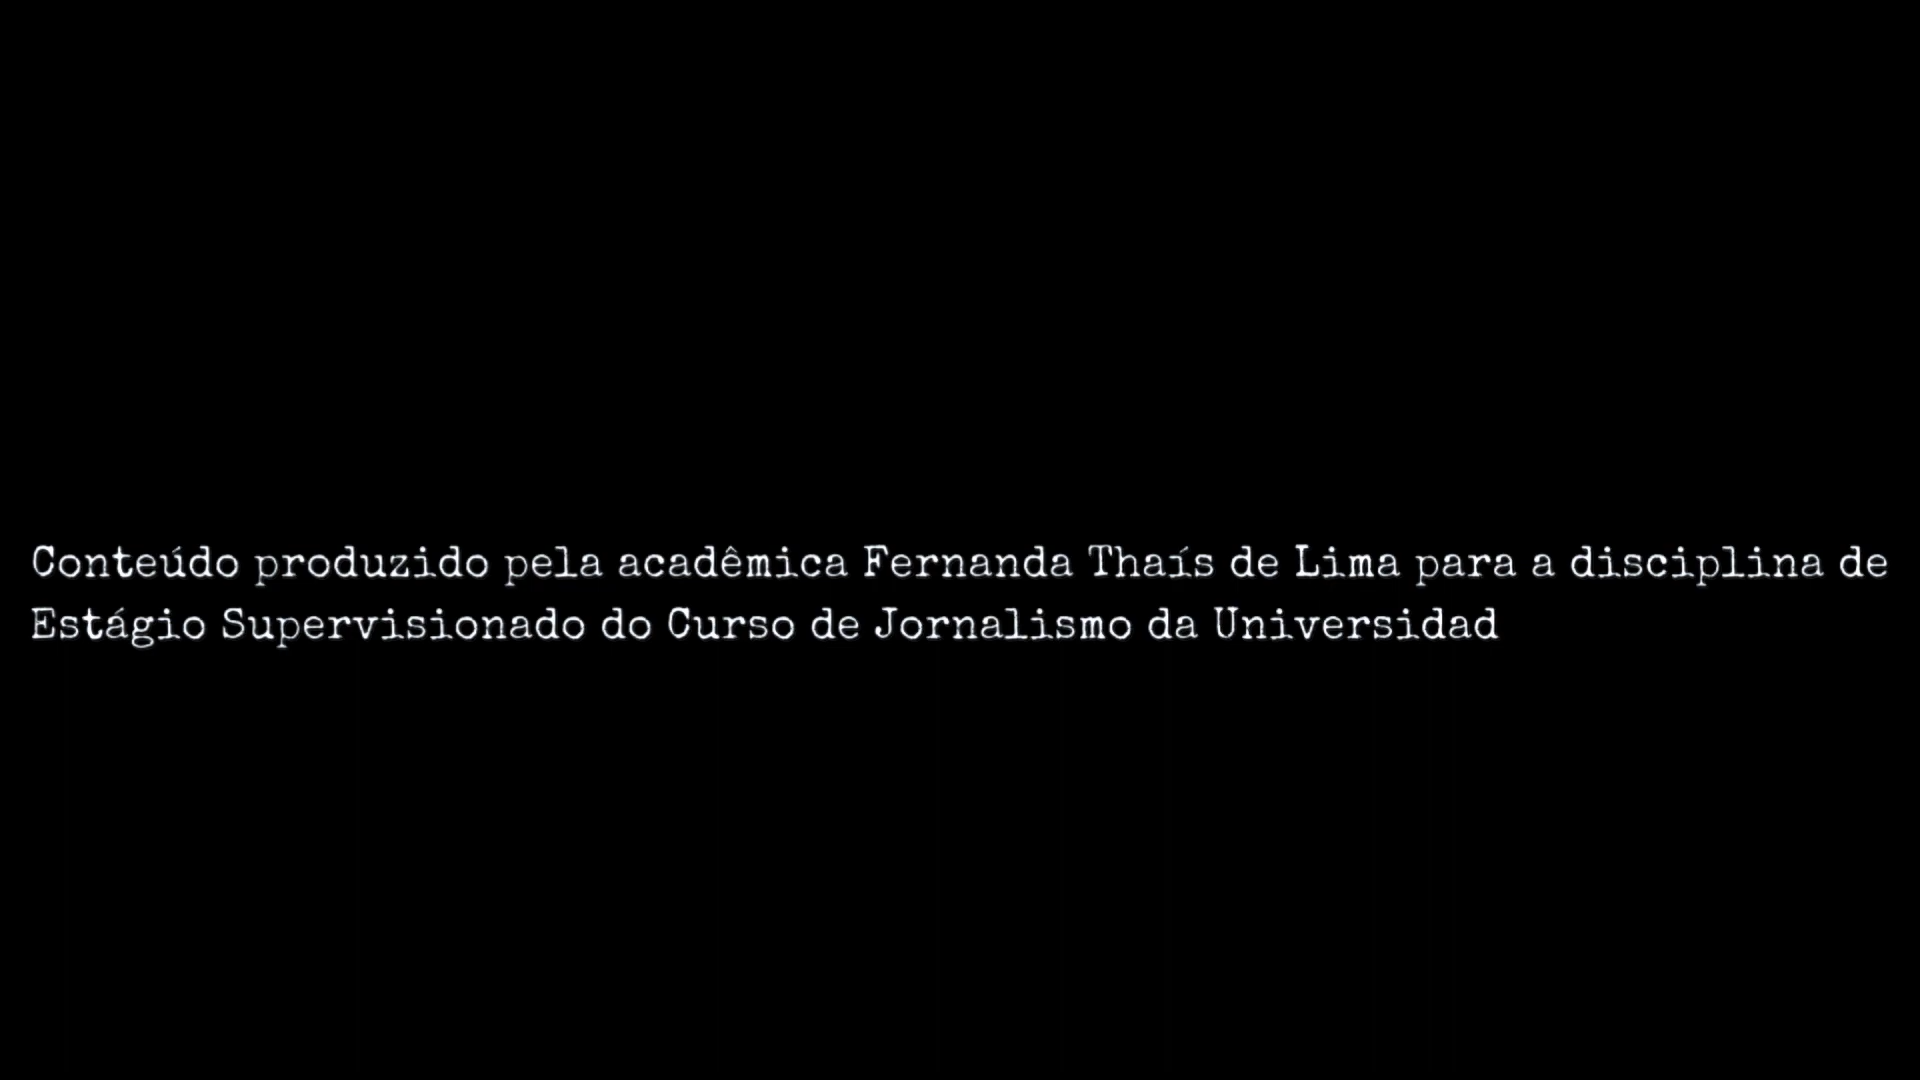 Conteúdo produzido pela acadêmica Fernanda Thaís de Lima para a disciplina de
Estágio Supervisionado do Curso de Jornalismo da Universidad